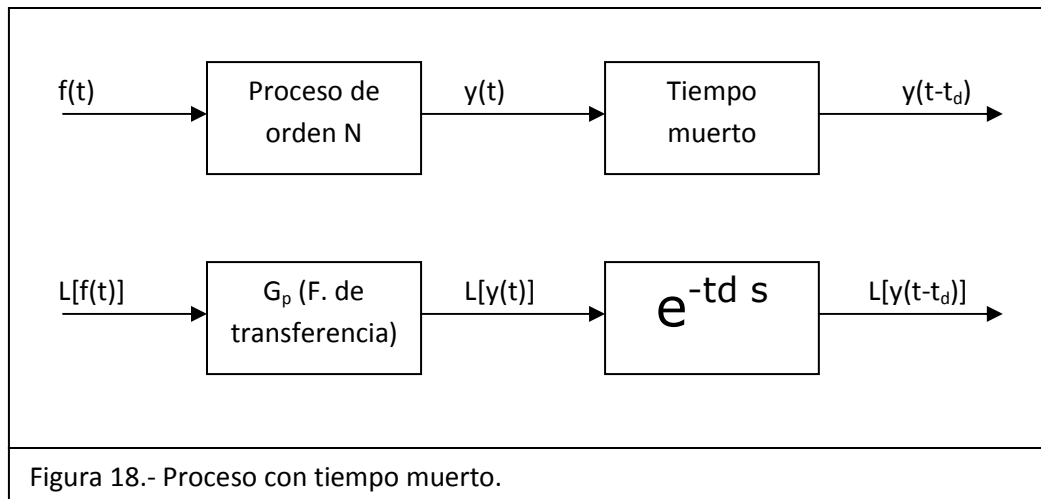 f(t)
Proceso de
orden N
y(t)
Tiempo
muerto
y(t-td)
L[f(t)]
Gp (F. de
transferencia)
L[y(t)]
e-td s
L[y(t-td)]
Figura 18.- Proceso con tiempo muerto.